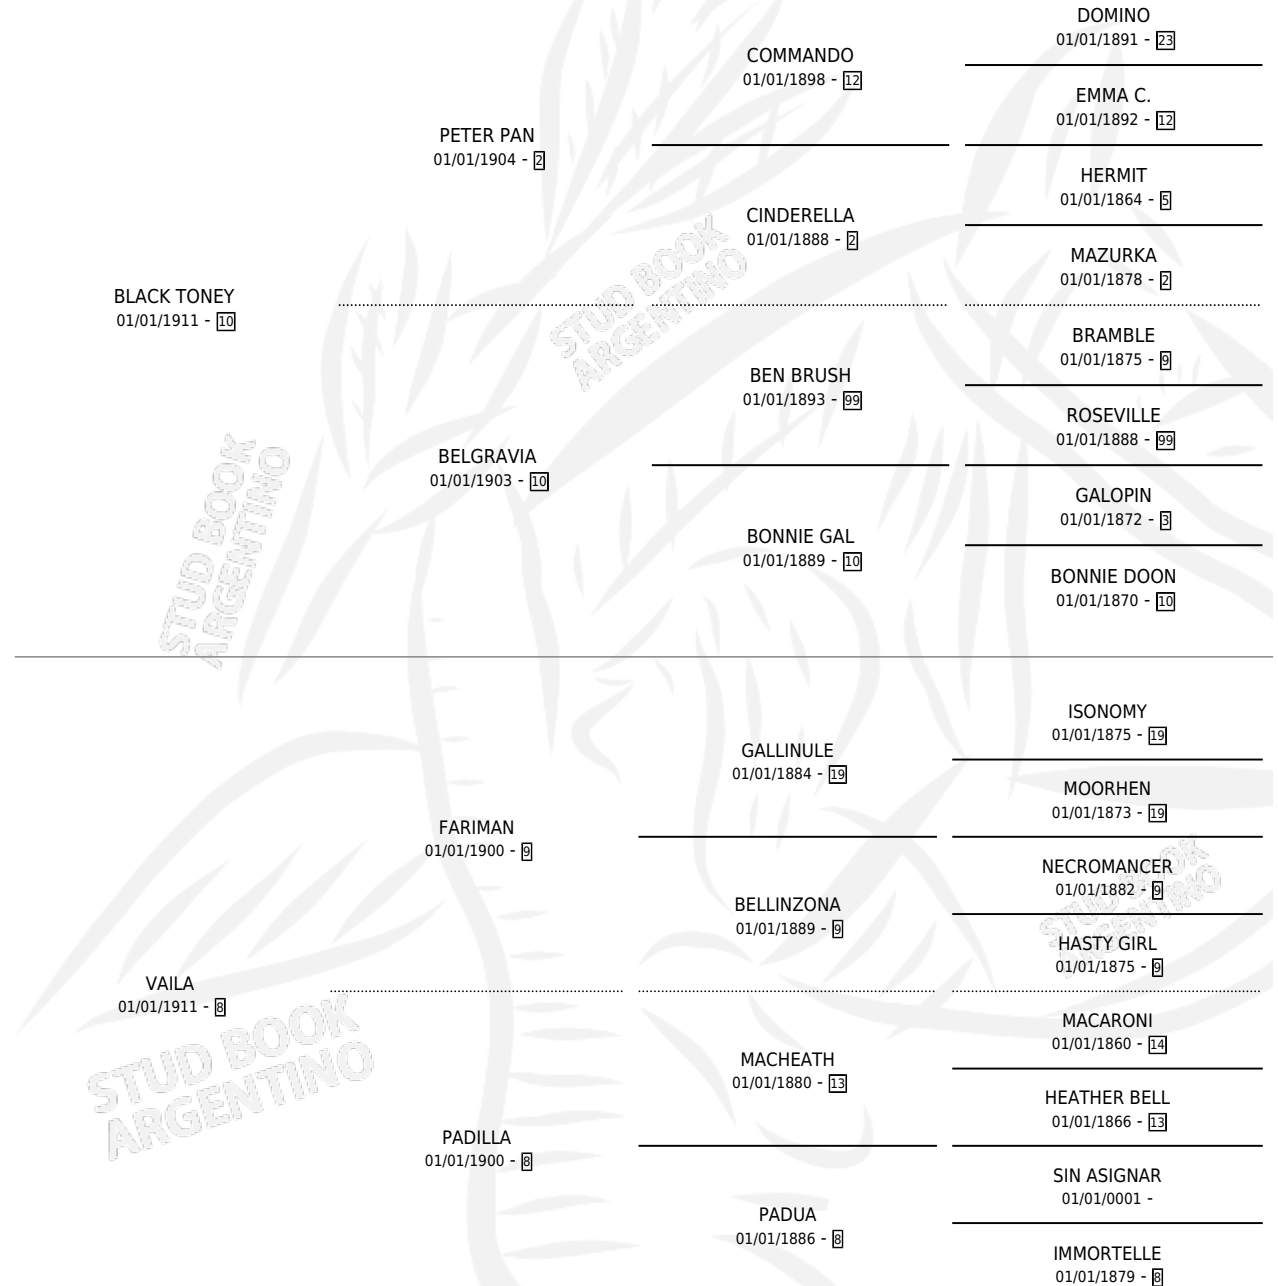 DOMINO
01/01/1891 - 23
COMMANDO
01/01/1898 - 12
EMMA C.
01/01/1892 - 12
PETER PAN
01/01/1904 - 2
HERMIT
01/01/1864 - 5
CINDERELLA
01/01/1888 - 2
MAZURKA
01/01/1878 - 2
BLACK TONEY
01/01/1911 - 10
BRAMBLE
01/01/1875 - 9
BEN BRUSH
01/01/1893 - 99
ROSEVILLE
01/01/1888 - 99
BELGRAVIA
01/01/1903 - 10
GALOPIN
01/01/1872 - 3
BONNIE GAL
01/01/1889 - 10
BONNIE DOON
01/01/1870 - 10
ISONOMY
01/01/1875 - 19
GALLINULE
01/01/1884 - 19
MOORHEN
01/01/1873 - 19
FARIMAN
01/01/1900 - 9
NECROMANCER
01/01/1882 - 9
BELLINZONA
01/01/1889 - 9
HASTY GIRL
01/01/1875 - 9
VAILA
01/01/1911 - 8
MACARONI
01/01/1860 - 14
MACHEATH
01/01/1880 - 13
HEATHER BELL
01/01/1866 - 13
PADILLA
01/01/1900 - 8
SIN ASIGNAR
01/01/0001 -
PADUA
01/01/1886 - 8
IMMORTELLE
01/01/1879 - 8
STUD BOOK
ARGENTINO
STUD BOOK
ARGENTINO
STUD BOOK
ARGENTINO
STUD BOOK
ARGENTINO